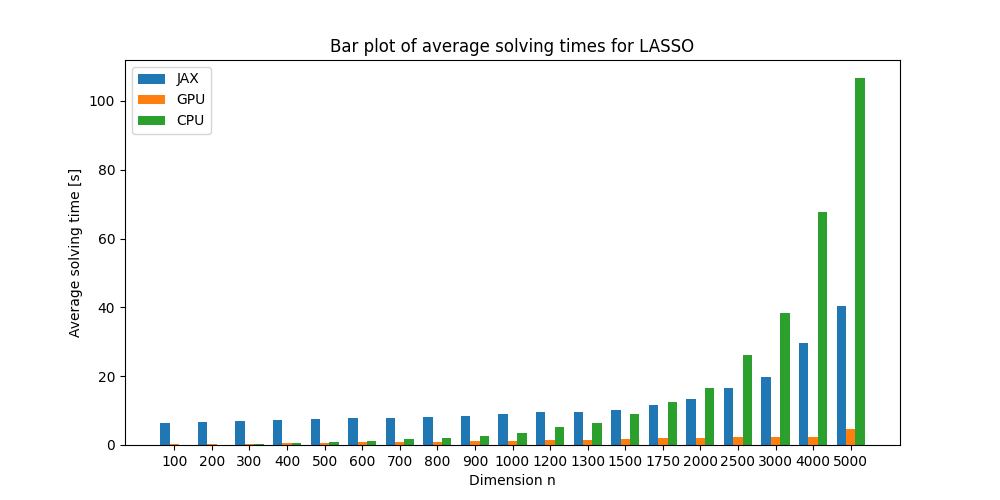 Bar plot of average solving times for LASSO
JAX
GPU
CPU
100
80
60
40
20
0
Average solving time [s]
100 200 300 400 500 600 700 800 900 1000 1200 1300 1500 1750 2000 2500 3000 4000 5000
Dimension n